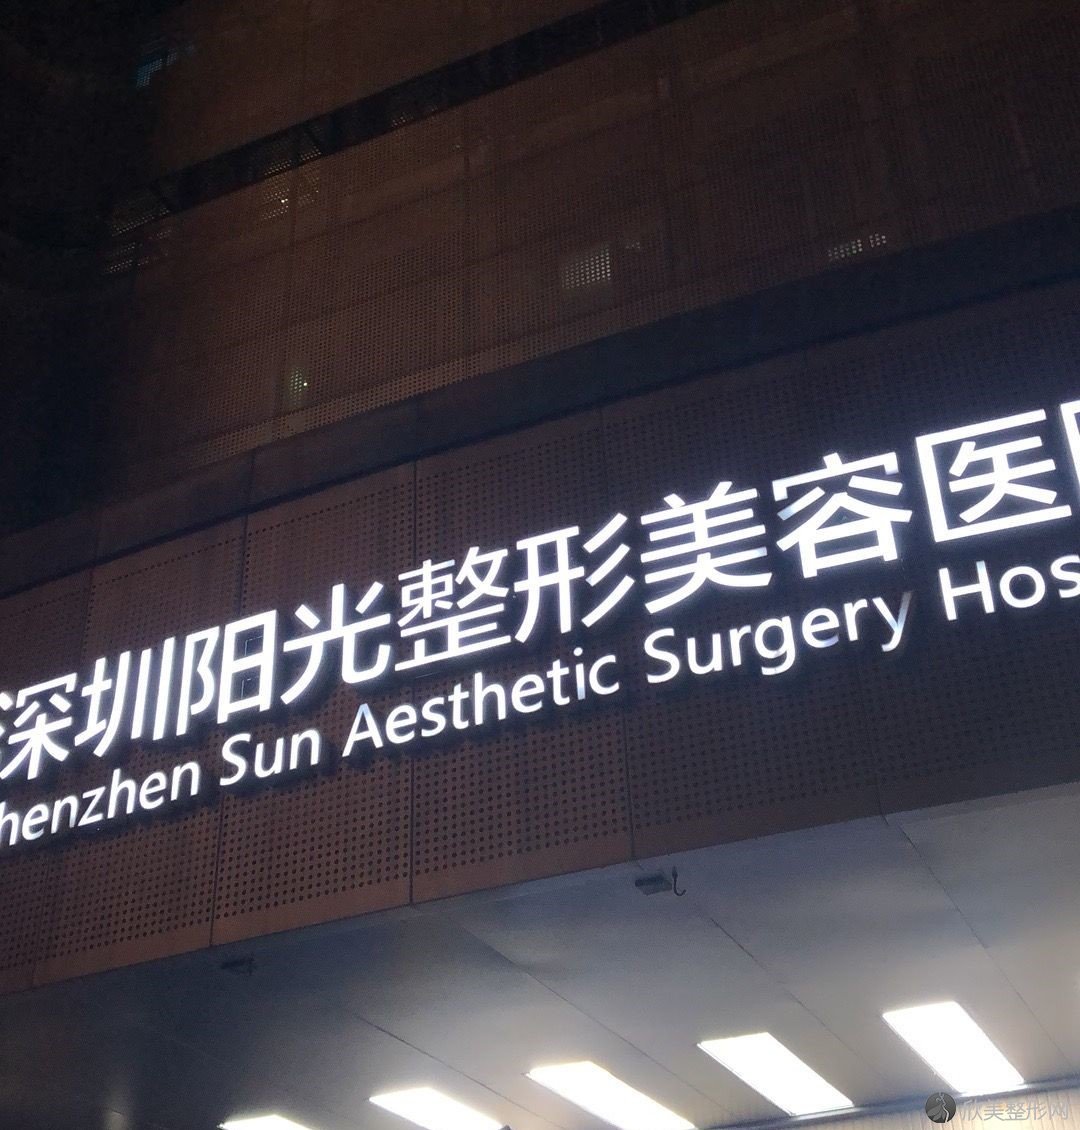 深圳阳光整形美容医
henzhen Sun Aesthetic Surgery Hos
欣美整形网